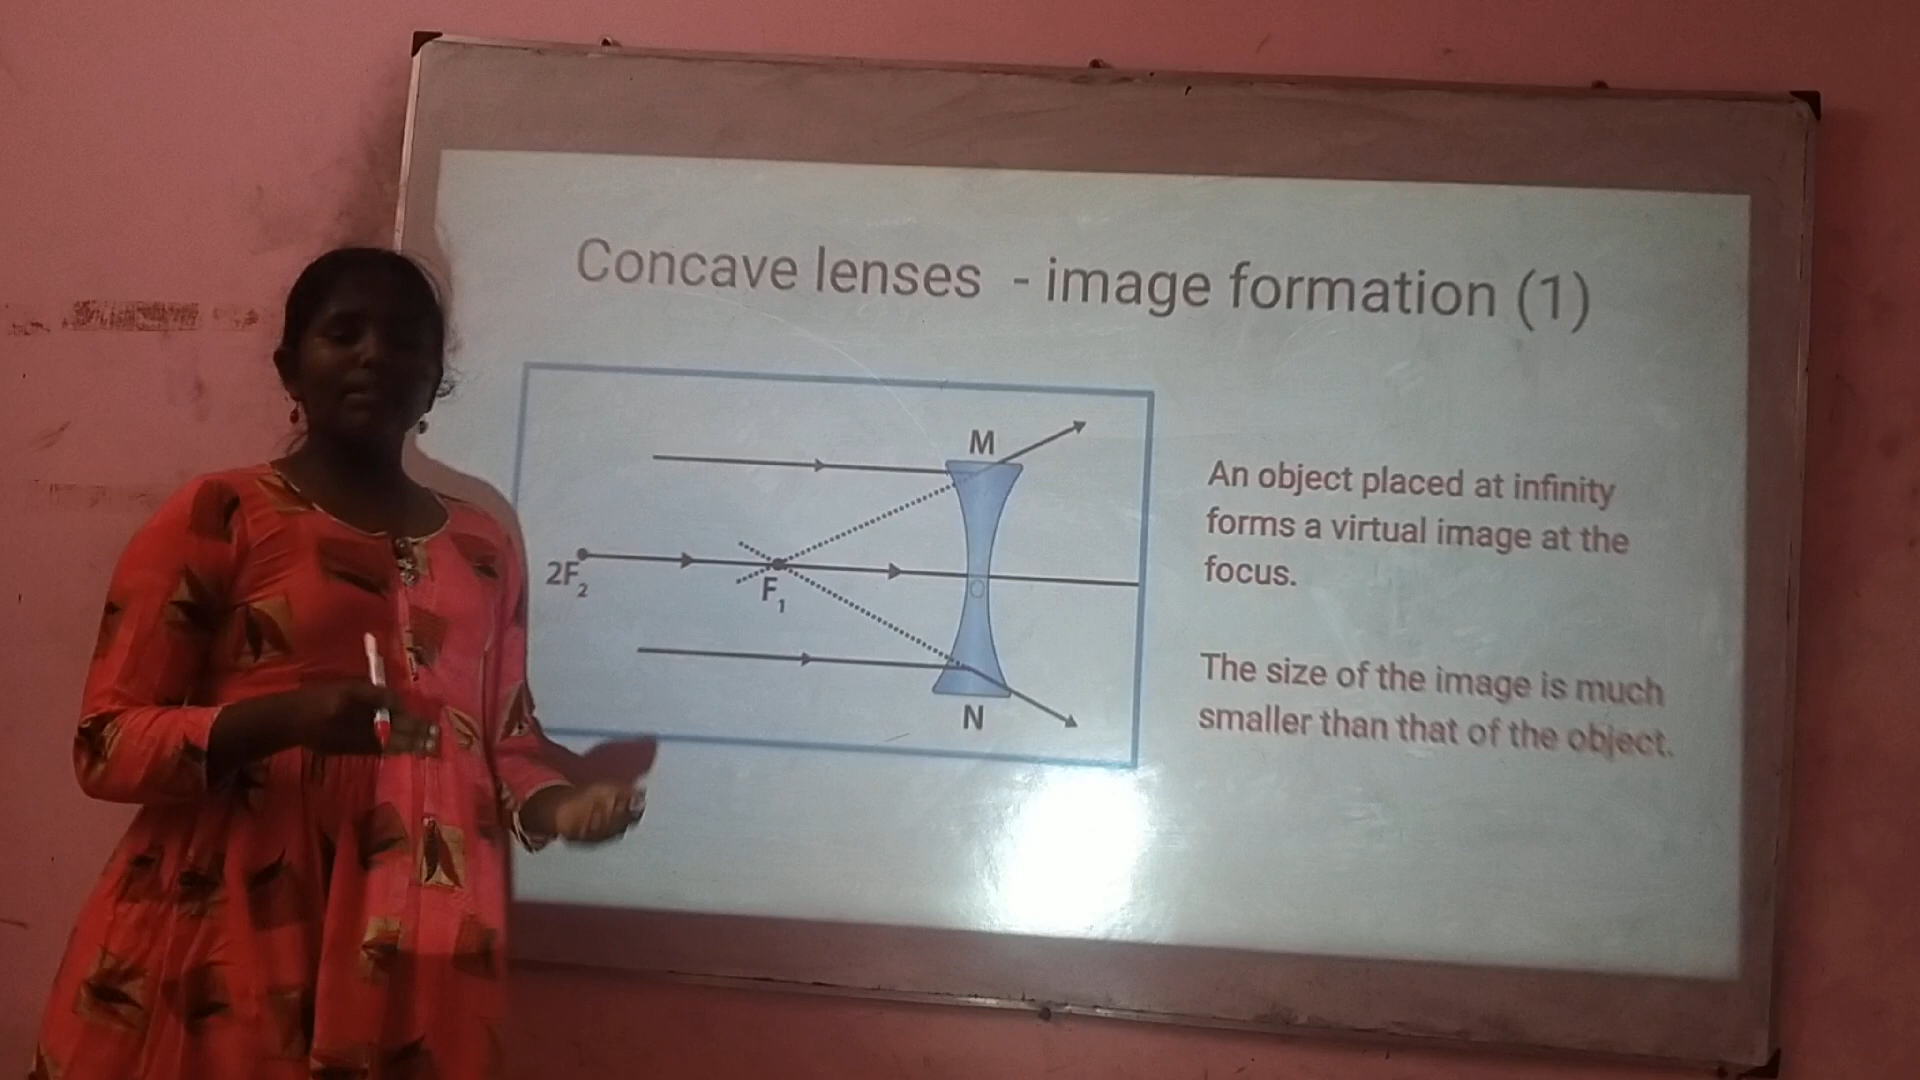 Concave lenses - image formation (1)
M
2F2
F1
O
N
An object placed at infinity
forms a virtual image at the
focus.
The size of the image is much
smaller than that of the object.